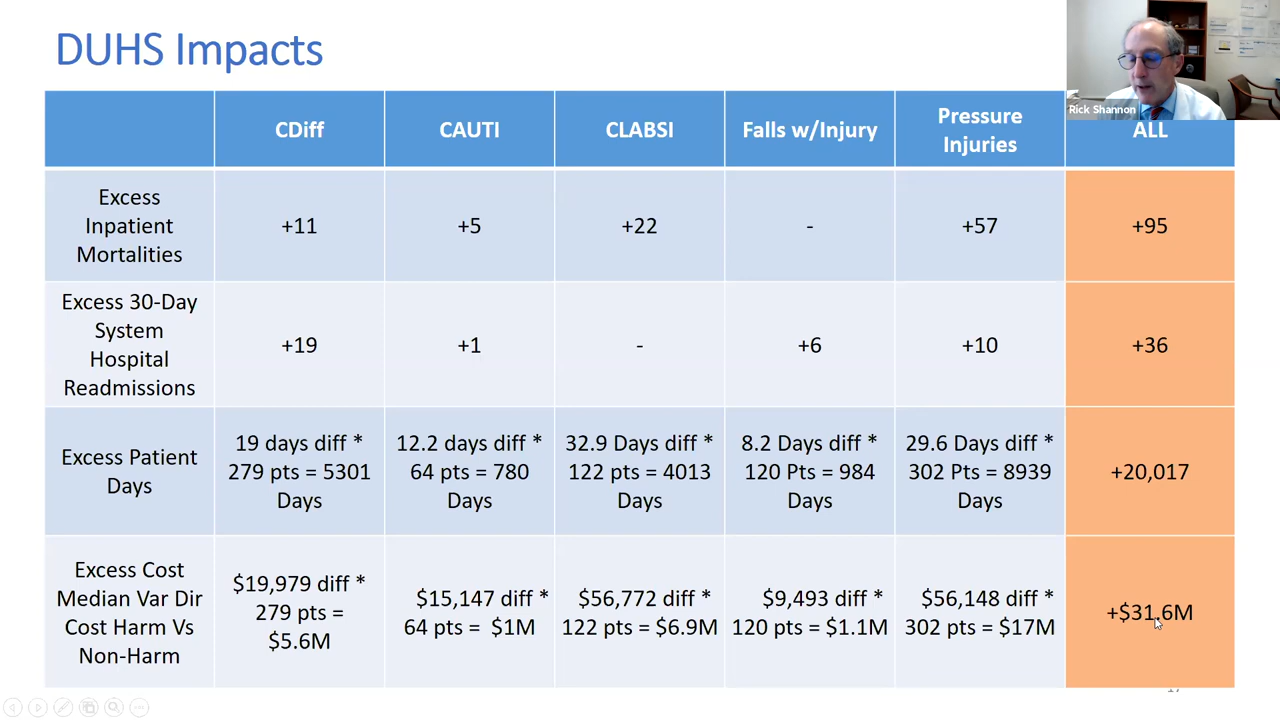 DUHS Impacts
Rick Shannon
CDiff
CAUTI
CLABSI
Falls w/Injury
Pressure
Injuries
ALL
Excess
Inpatient
Mortalities
+11
+5
+22
-
+57
+95
Excess 30-Day
System
Hospital
Readmissions
+19
+1
-
+6
+10
+36
Excess Patient
Days
19 days diff *
279 pts = 5301
Days
12.2 days diff *
64 pts = 780
Days
32.9 Days diff *
122 pts = 4013
Days
8.2 Days diff *
120 Pts = 984
Days
29.6 Days diff *
302 Pts = 8939
Days
+20,017
Excess Cost
Median Var Dir
Cost Harm Vs
Non-Harm
$19,979 diff *
279 pts =
$5.6M
$15,147 diff *
64 pts = $1M
$56,772 diff *
122 pts = $6.9M
$9,493 diff *
120 pts = $1.1M
$56,148 diff *
302 pts = $17M
+$31.6M